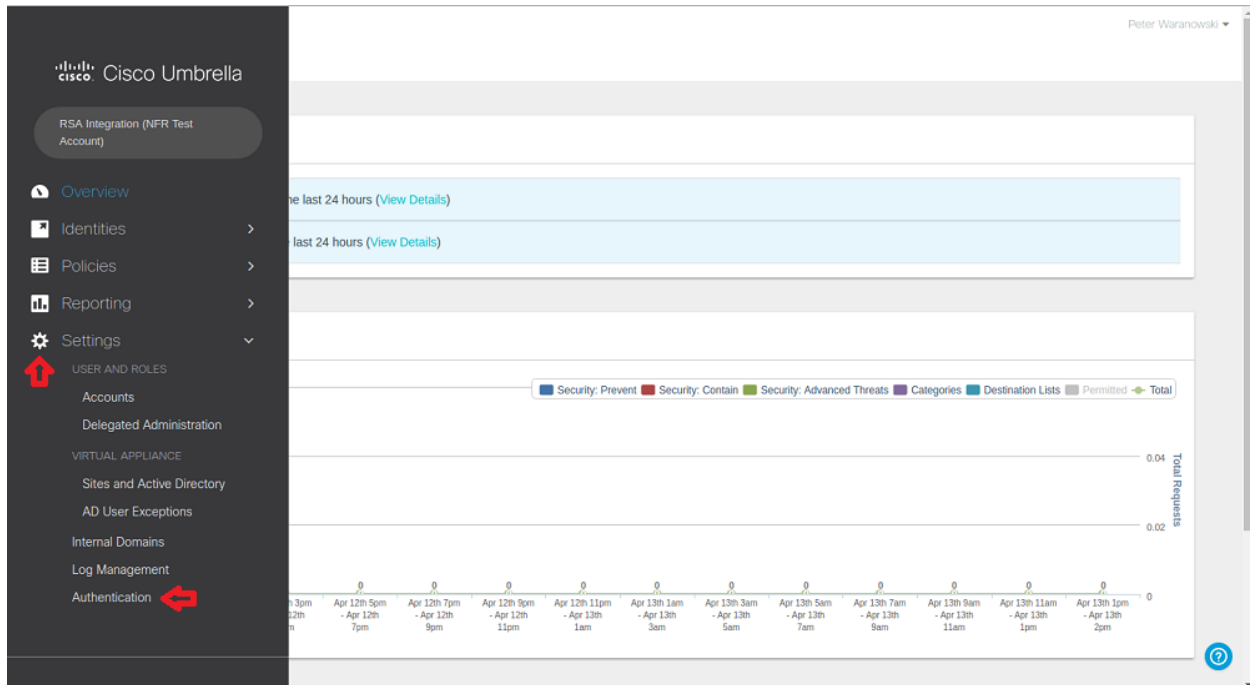 Peter Waranowski
cisco. Cisco Umbrella
RSA Integration (NFR Test
Account)
Overview
Identities
Policies
Reporting
Settings
USER AND ROLES
Accounts
Delegated Administration
VIRTUAL APPLIANCE
Sites and Active Directory
AD User Exceptions
Internal Domains
Log Management
Authentication
last 24 hours (View Details)
last 24 hours (View Details)
Security: Prevent Security: Contain Security: Advanced Threats Categories Destination Lists Permitted Total
0.04
0.02
0
Total Requests
0 0 0 0 0 0 0 0 0 0 0
3pm Apr 12th 5pm Apr 12th 7pm Apr 12th 9pm Apr 12th 11pm Apr 13th 1am Apr 13th 3am Apr 13th 5am Apr 13th 7am Apr 13th 9am Apr 13th 11am Apr 13th 1pm
12th - Apr 12th - Apr 12th - Apr 12th - Apr 13th - Apr 13th - Apr 13th - Apr 13th - Apr 13th - Apr 13th - Apr 13th - Apr 13th
7pm 9pm 11pm 1am 3am 5am 7am 9am 11am 1pm 2pm